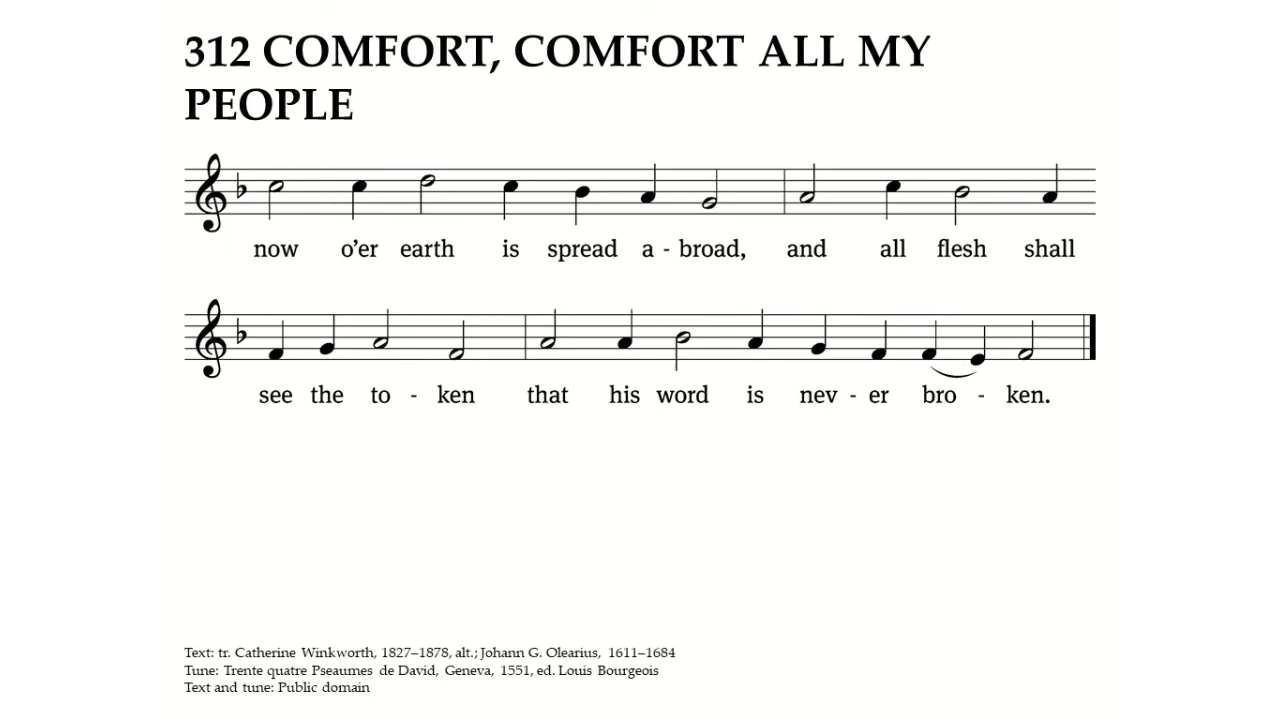 312 COMFORT, COMFORT ALL MY
PEOPLE
now o’er earth is spread a - broad, and all flesh shall
see the to - ken that his word is nev - er bro - ken.
Text: tr. Catherine Winkworth, 1827–1878, alt.; Johann G. Olearius, 1611–1684
Tune: Trente quatre Pseaumes de David, Geneva, 1551, ed. Louis Bourgeois
Text and tune: Public domain